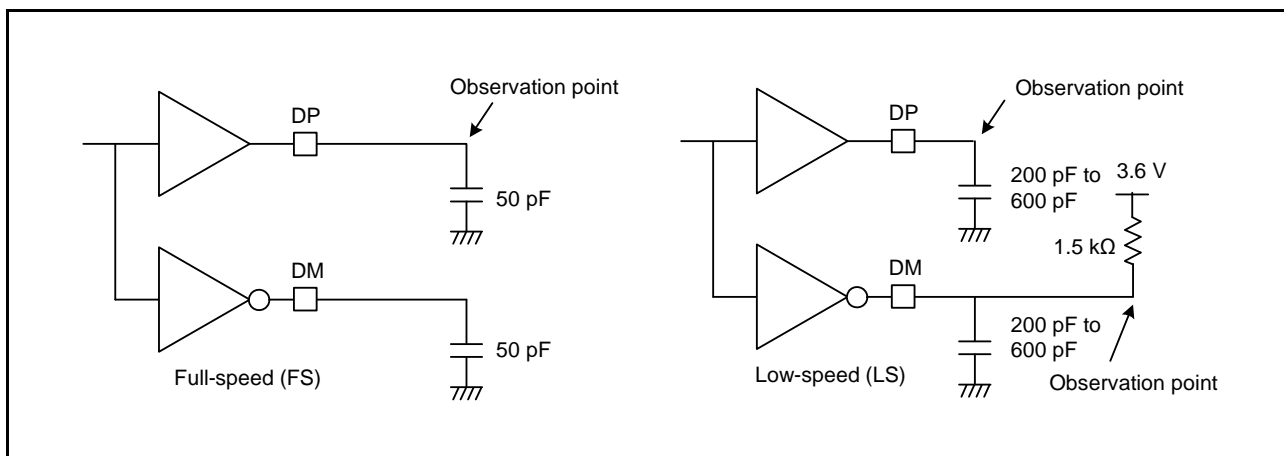 Observation point
DP
50 pF
DM
50 pF
Full-speed (FS)
Observation point
DP
200 pF to
600 pF
3.6 V
1.5 kΩ
DM
200 pF to
600 pF
Low-speed (LS)
Observation point